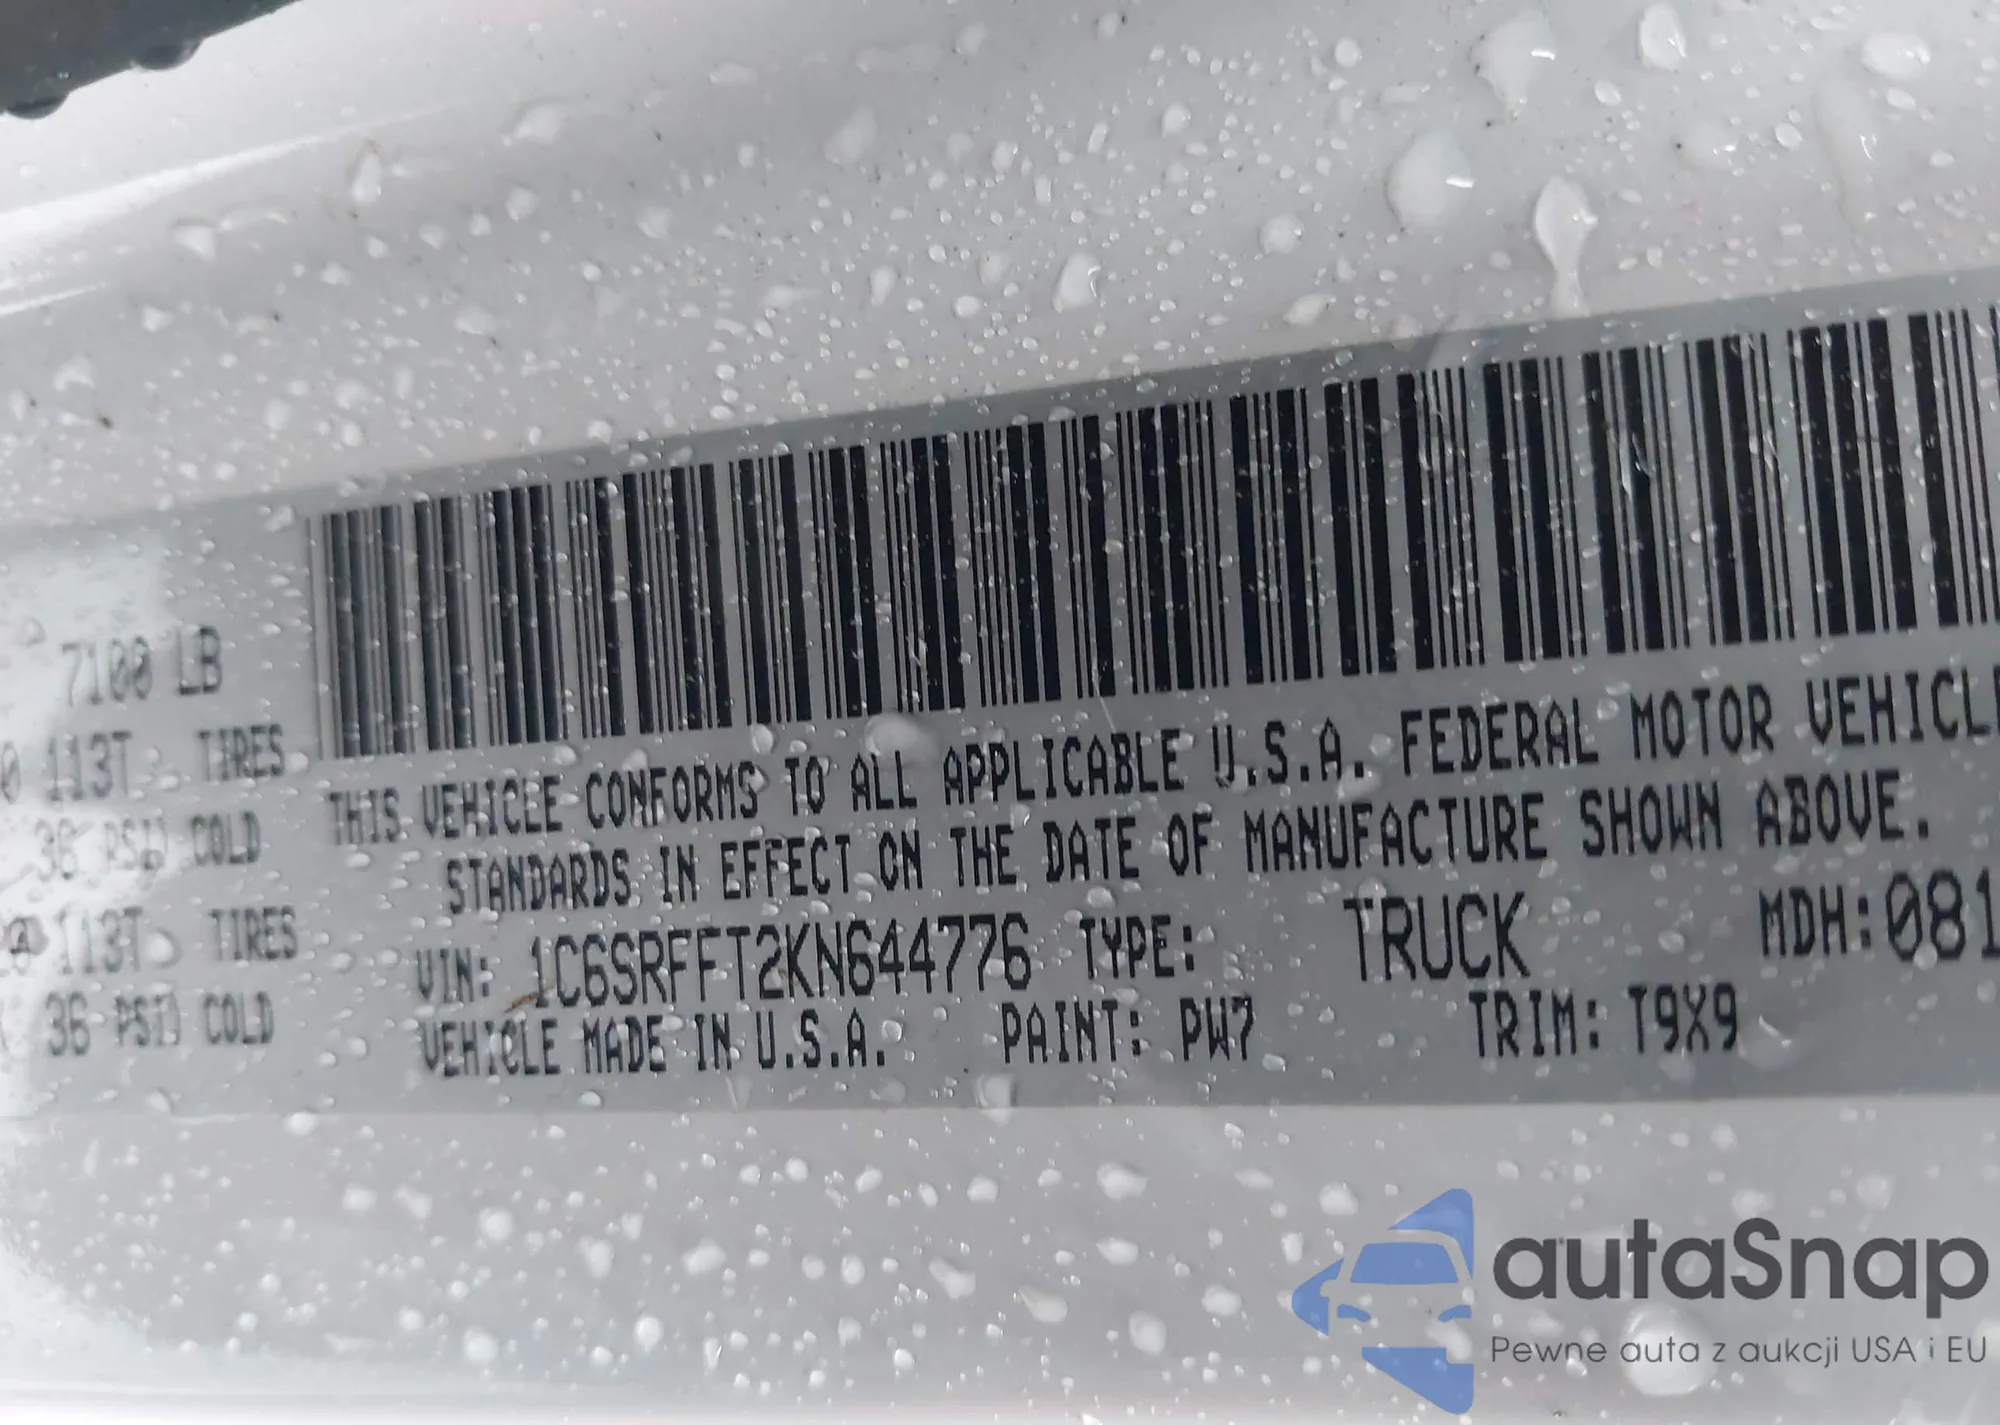 7100 LB
113T TIRES
36 PSI COLD
113T TIRES
36 PSI COLD
THIS VEHICLE CONFORMS TO ALL APPLICABLE U.S.A. FEDERAL MOTOR VEHICLE
STANDARDS IN EFFECT ON THE DATE OF MANUFACTURE SHOWN ABOVE.
VIN: 1C6SRFFT2KN644776 TYPE: TRUCK MDH:081
VEHICLE MADE IN U.S.A. PAINT: PW7 TRIM: T9X9
autaSnap
Pewne auta z aukcji USA i EU